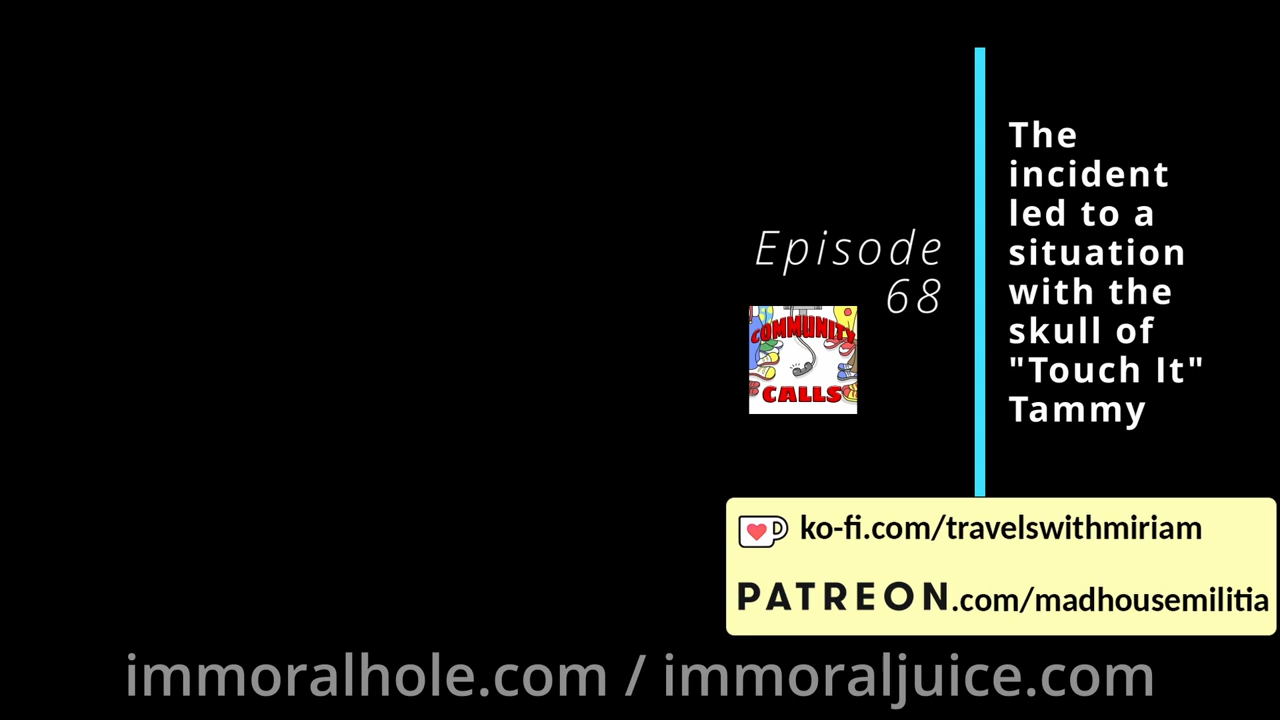 Episode
68
COMMUNITY
CALLS
The
incident
led to a
situation
with the
skull of
"Touch It"
Tammy
ko-fi.com/travelswithmiriam
PATREON.com/madhousemilitia
immoralhole.com / immoraljuice.com